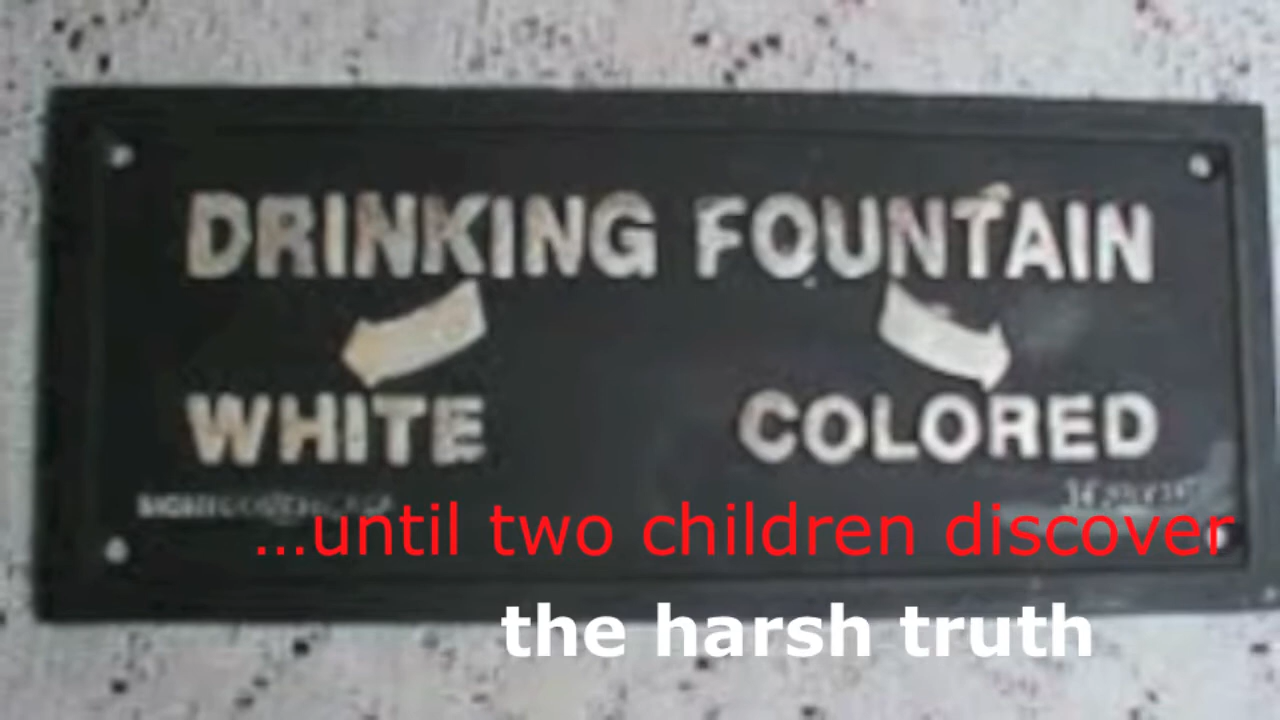 DRINKING FOUNTAIN
WHITE COLORED
...until two children discover
the harsh truth